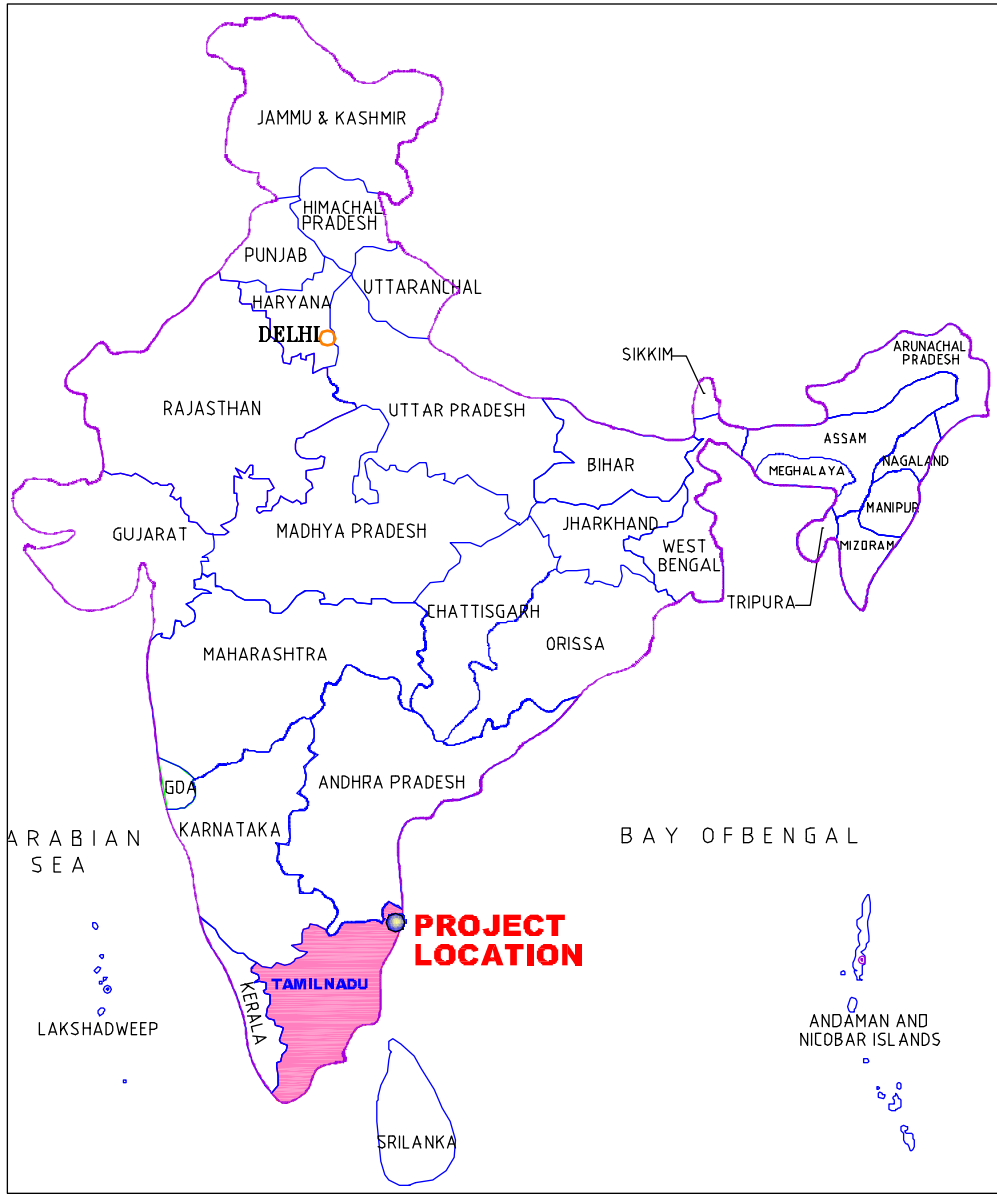 JAMMU & KASHMIR
HIMACHAL
PRADESH
PUNJAB
UTTARANCHAL
HARYANA
DELHI
SIKKIM
ARUNACHAL
PRADESH
RAJASTHAN
UTTAR PRADESH
ASSAM
BIHAR
MEGHALAYA
NAGALAND
GUJARAT
MADHYA PRADESH
JHARKHAND
MANIPUR
WEST
BENGAL
MIZORAM
TRIPURA
CHATTISGARH
ORISSA
MAHARASHTRA
GOA
ANDHRA PRADESH
KARNATAKA
ARABIAN
SEA
BAY OFBENGAL
PROJECT
LOCATION
TAMILNADU
KERALA
LAKSHADWEEP
ANDAMAN AND
NICOBAR ISLANDS
SRILANKA